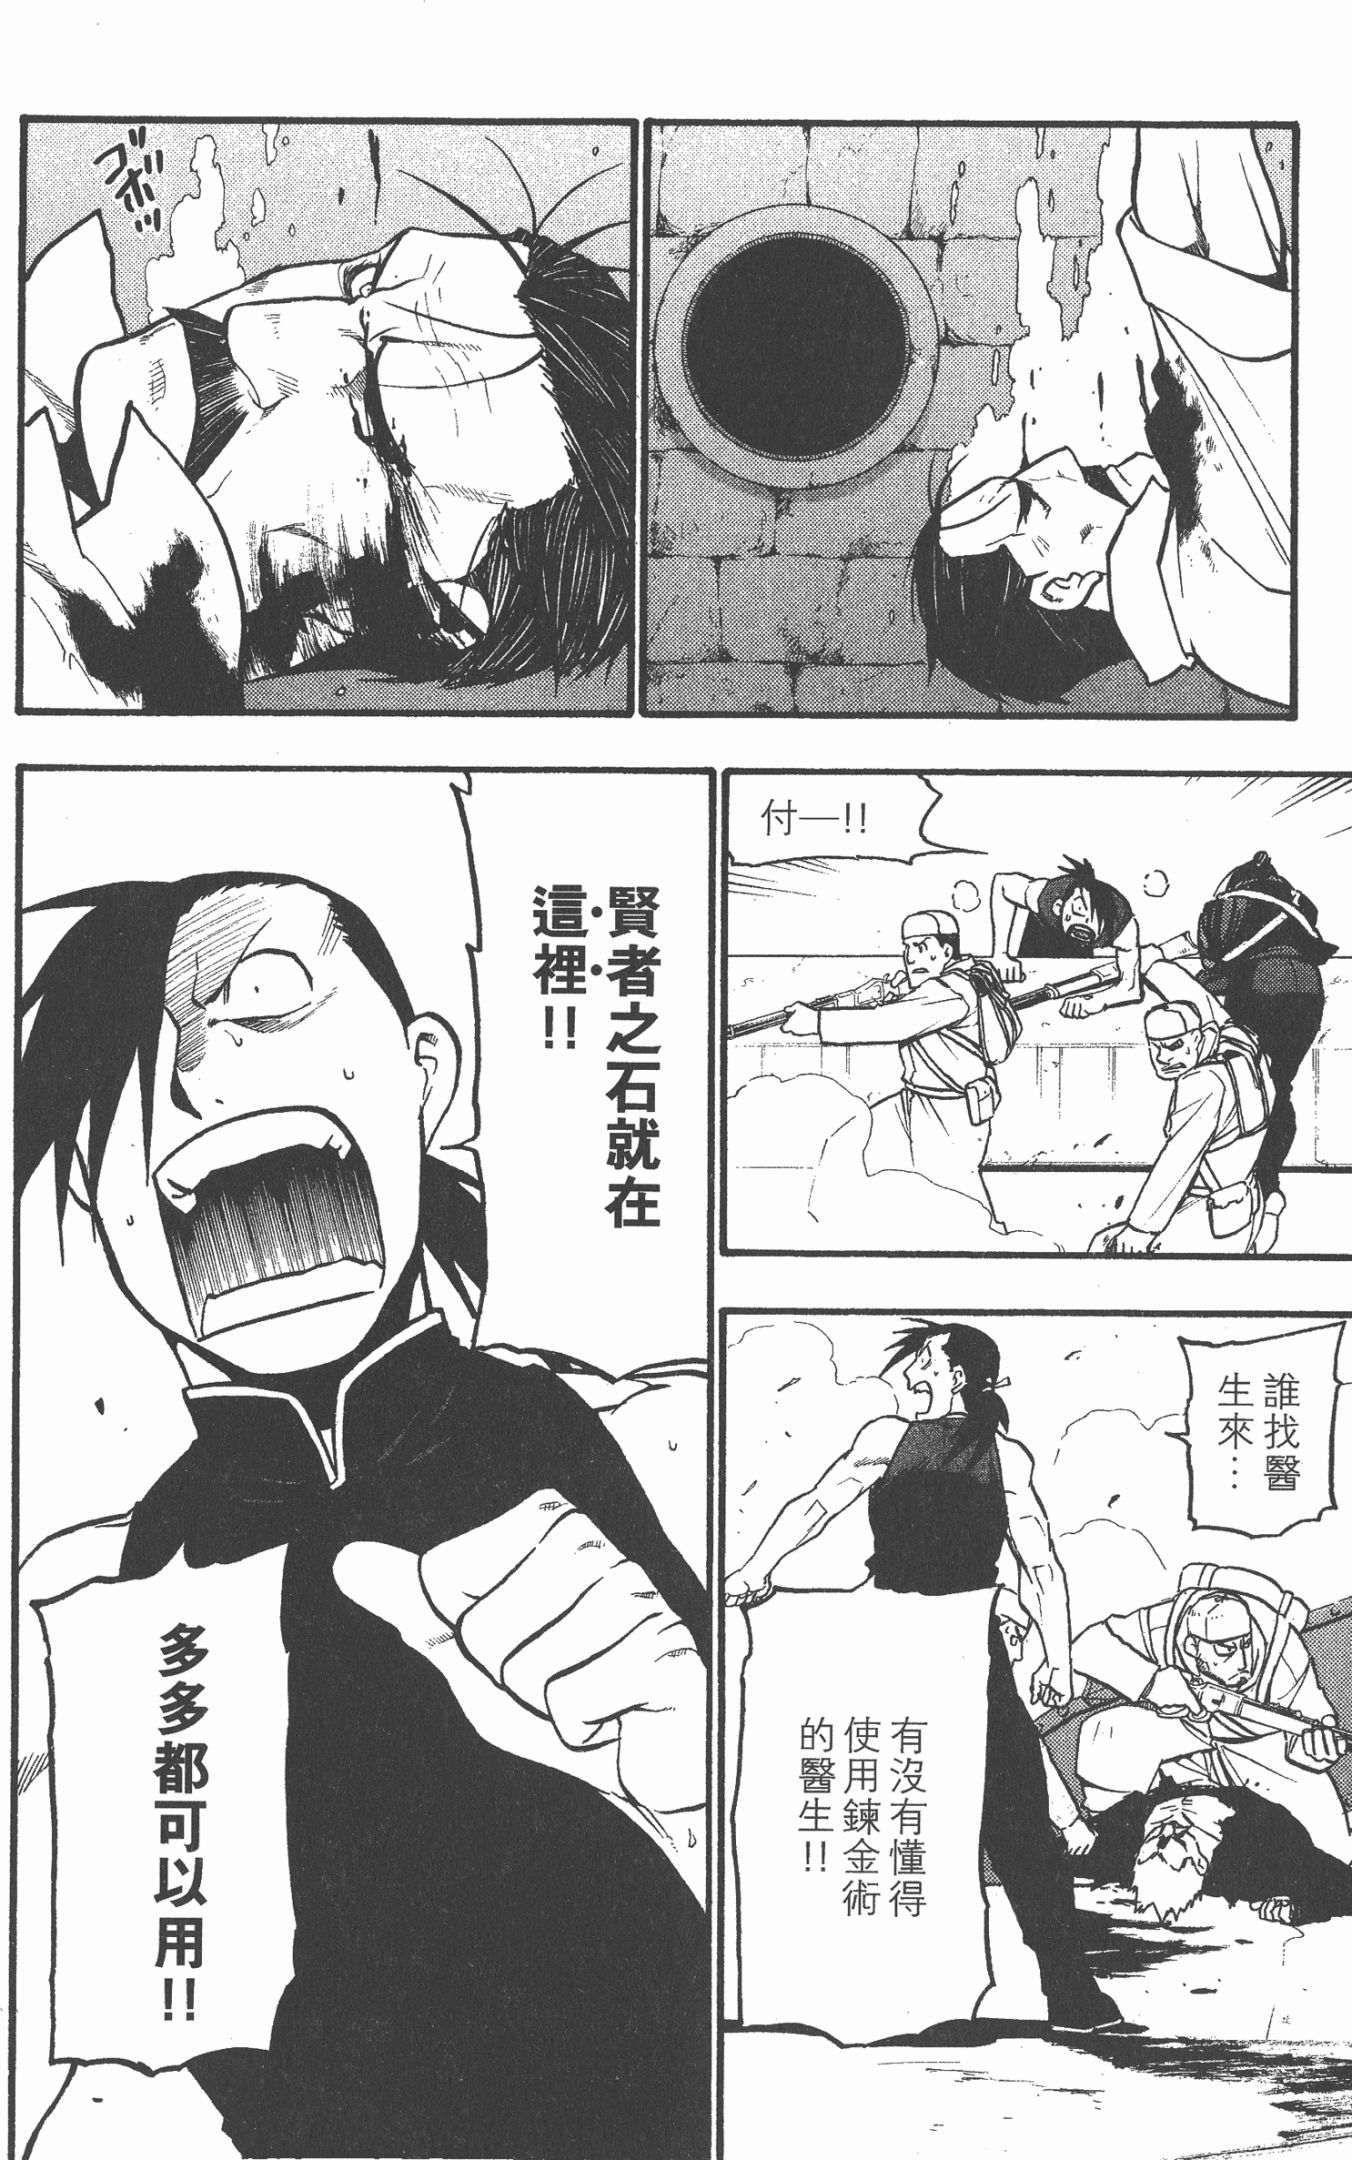 ゴボッ
付—!!
誰找醫
生來…
有沒有懂得
使用鍊金術
的醫生!!
賢者之石就在
這裡!!
多多都可以用!!